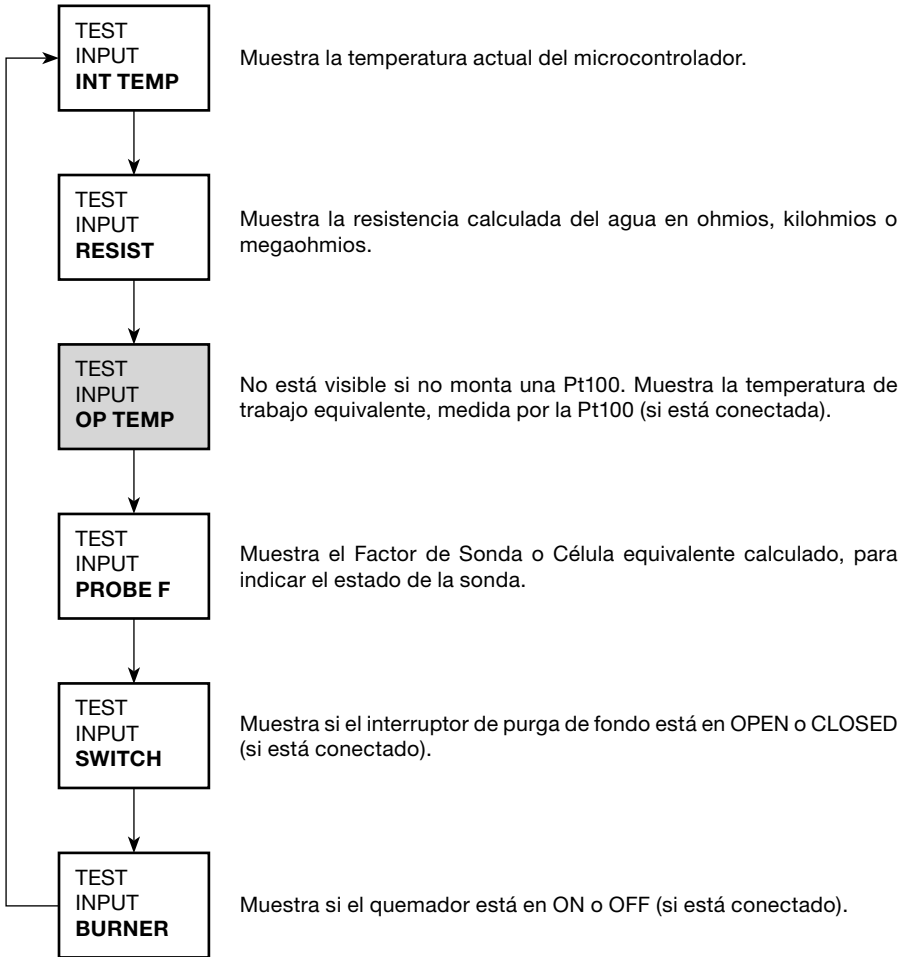 TEST
INPUT
INT TEMP
Muestra la temperatura actual del microcontrolador.
TEST
INPUT
RESIST
Muestra la resistencia calculada del agua en ohmios, kilohmios o
megaohmios.
TEST
INPUT
OP TEMP
No está visible si no monta una Pt100. Muestra la temperatura de
trabajo equivalente, medida por la Pt100 (si está conectada).
TEST
INPUT
PROBE F
Muestra el Factor de Sonda o Célula equivalente calculado, para
indicar el estado de la sonda.
TEST
INPUT
SWITCH
Muestra si el interruptor de purga de fondo está en OPEN o CLOSED
(si está conectado).
TEST
INPUT
BURNER
Muestra si el quemador está en ON o OFF (si está conectado).